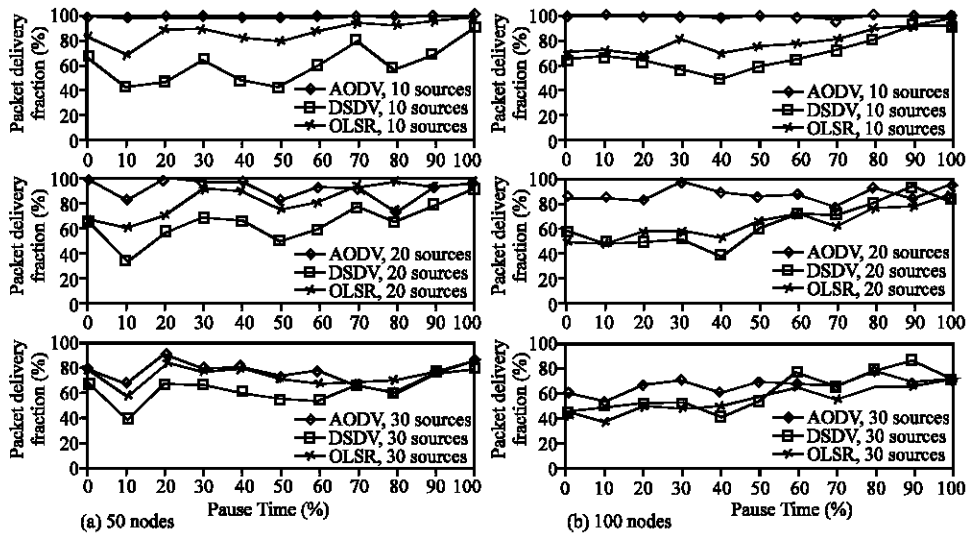 Packet delivery
fraction (%)
100
80
60
40
20
0
AODV, 10 sources
DSDV, 10 sources
OLSR, 10 sources
0 10 20 30 40 50 60 70 80 90 100
Packet delivery
fraction (%)
100
80
60
40
20
0
AODV, 20 sources
DSDV, 20 sources
OLSR, 20 sources
0 10 20 30 40 50 60 70 80 90 100
Packet delivery
fraction (%)
100
80
60
40
20
0
AODV, 30 sources
DSDV, 30 sources
OLSR, 30 sources
0 10 20 30 40 50 60 70 80 90 100
Pause Time (%)
(a) 50 nodes
Packet delivery
fraction (%)
100
80
60
40
20
0
AODV, 10 sources
DSDV, 10 sources
OLSR, 10 sources
0 10 20 30 40 50 60 70 80 90 100
Packet delivery
fraction (%)
100
80
60
40
20
0
AODV, 20 sources
DSDV, 20 sources
OLSR, 20 sources
0 10 20 30 40 50 60 70 80 90 100
Packet delivery
fraction (%)
100
80
60
40
20
0
AODV, 30 sources
DSDV, 30 sources
OLSR, 30 sources
0 10 20 30 40 50 60 70 80 90 100
Pause Time (%)
(b) 100 nodes